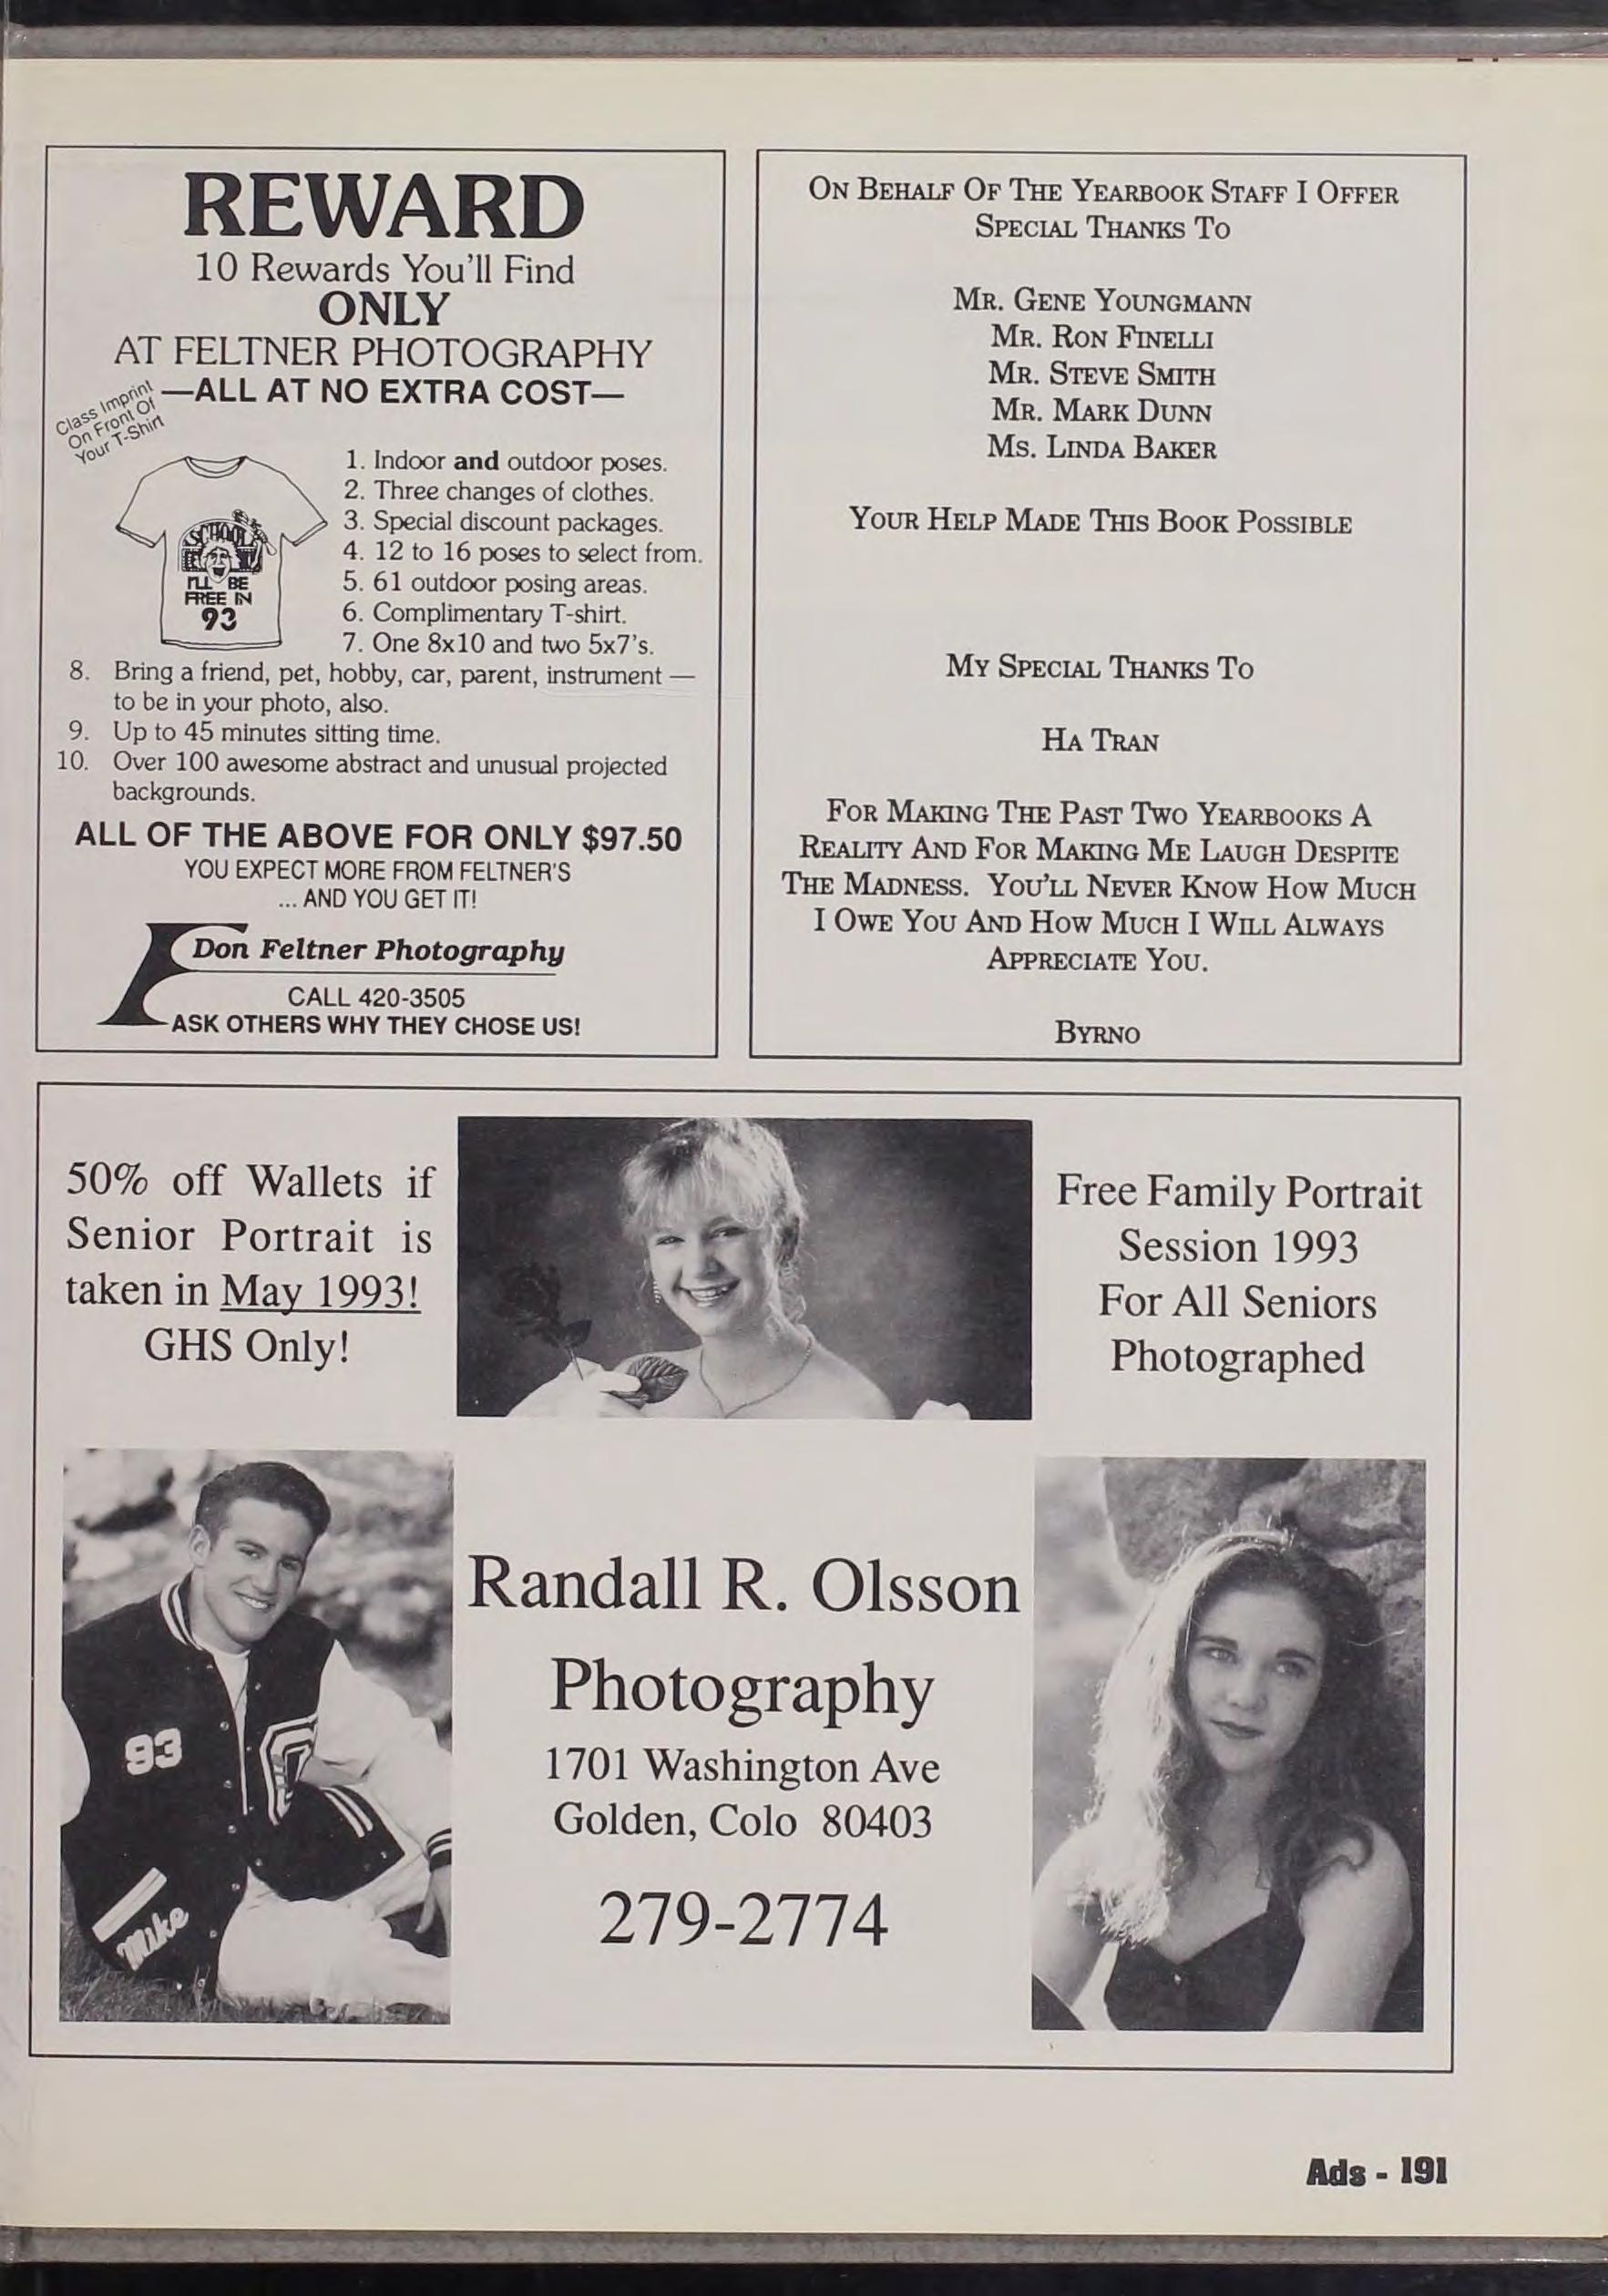 REWARD
10 Rewards You'll Find
ONLY
AT FELTNER PHOTOGRAPHY
—ALL AT NO EXTRA COST—
Class Imprint
On Front Of
Your T-Shirt
SCHOOL
I'LL BE
FREE IN
93
1. Indoor and outdoor poses.
2. Three changes of clothes.
3. Special discount packages.
4. 12 to 16 poses to select from.
5. 61 outdoor posing areas.
6. Complimentary T-shirt.
7. One 8x10 and two 5x7's.
8. Bring a friend, pet, hobby, car, parent, instrument —
to be in your photo, also.
9. Up to 45 minutes sitting time.
10. Over 100 awesome abstract and unusual projected
backgrounds.
ALL OF THE ABOVE FOR ONLY $97.50
YOU EXPECT MORE FROM FELTNER'S
... AND YOU GET IT!
Don Feltner Photography
CALL 420-3505
ASK OTHERS WHY THEY CHOSE US!
ON BEHALF OF THE YEARBOOK STAFF I OFFER
SPECIAL THANKS TO
MR. GENE YOUNGMANN
MR. RON FINELLI
MR. STEVE SMITH
MR. MARK DUNN
MS. LINDA BAKER
YOUR HELP MADE THIS BOOK POSSIBLE
MY SPECIAL THANKS TO
HA TRAN
FOR MAKING THE PAST TWO YEARBOOKS A
REALITY AND FOR MAKING ME LAUGH DESPITE
THE MADNESS. YOU'LL NEVER KNOW HOW MUCH
I OWE YOU AND HOW MUCH I WILL ALWAYS
APPRECIATE YOU.
BYRNO
50% off Wallets if
Senior Portrait is
taken in May 1993!
GHS Only!
Free Family Portrait
Session 1993
For All Seniors
Photographed
93
Mike
Randall R. Olsson
Photography
1701 Washington Ave
Golden, Colo 80403
279-2774
Ads - 191